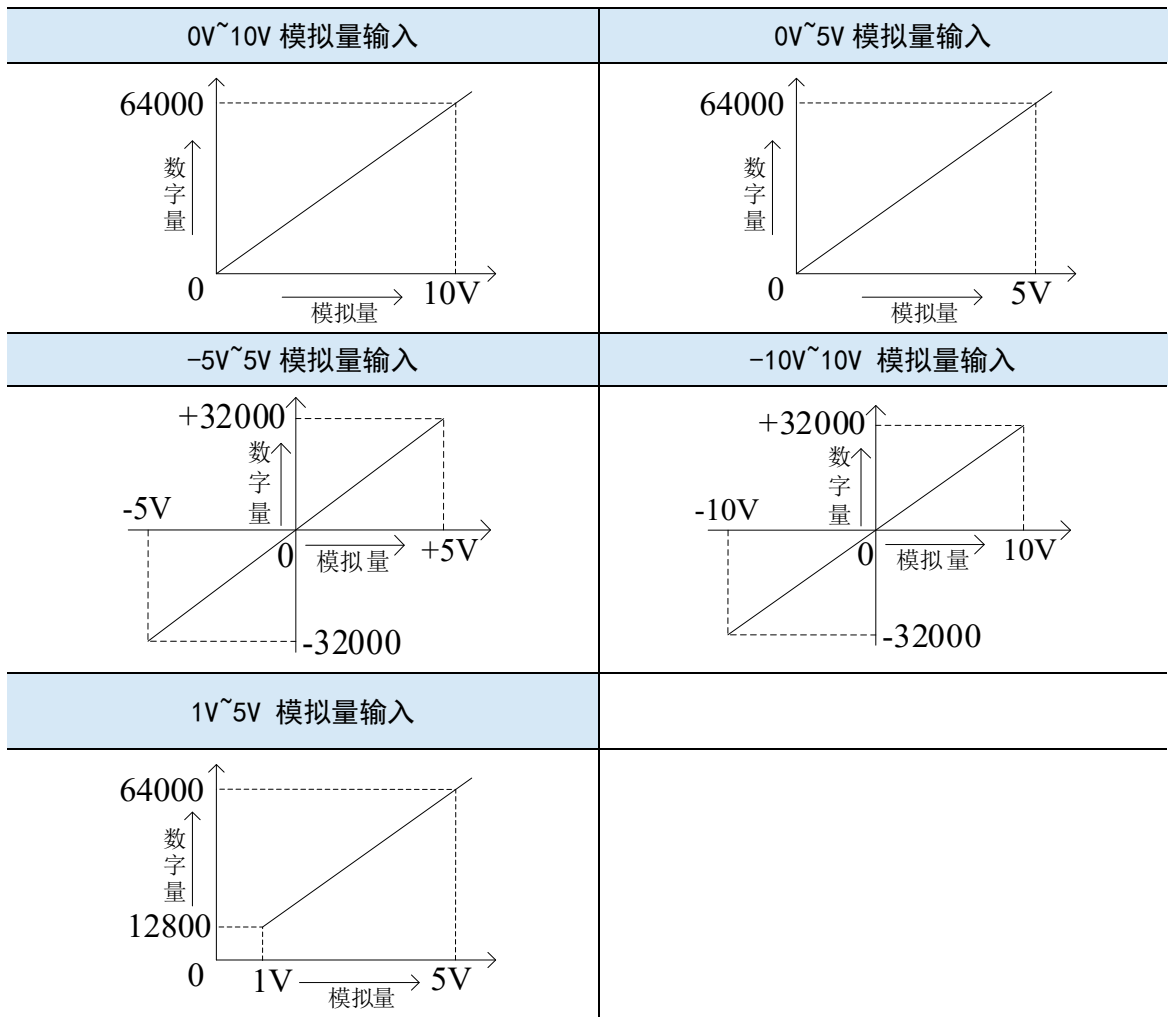 0V~10V 模拟量输入
0V~5V 模拟量输入
64000
数字量
0
模拟量
10V
64000
数字量
0
模拟量
5V
-5V~5V 模拟量输入
-10V~10V 模拟量输入
+32000
数字量
-5V
0
模拟量
+5V
-32000
+32000
数字量
-10V
0
模拟量
10V
-32000
1V~5V 模拟量输入
64000
数字量
12800
0
1V
模拟量
5V